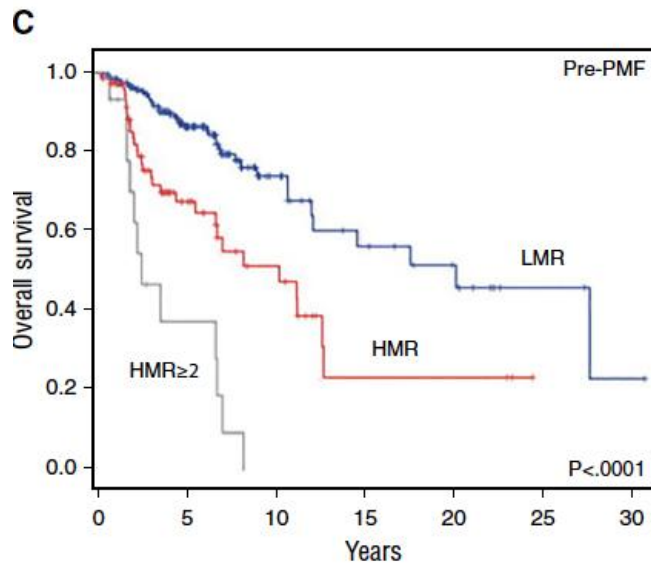 C
Pre-PMF
1.0
0.8
0.6
0.4
0.2
0.0
Overall survival
LMR
HMR
HMR≥2
P<.0001
0 5 10 15 20 25 30
Years